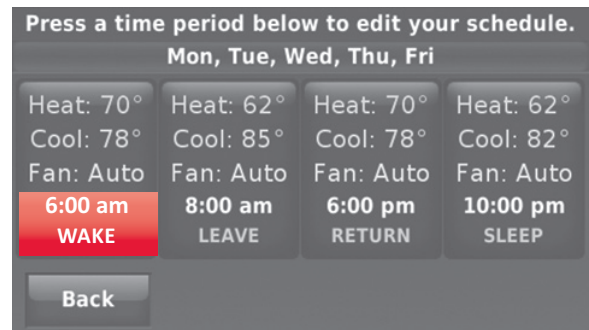 Press a time period below to edit your schedule.
Mon, Tue, Wed, Thu, Fri
Heat: 70°
Cool: 78°
Fan: Auto
6:00 am
WAKE
Heat: 62°
Cool: 85°
Fan: Auto
8:00 am
LEAVE
Heat: 70°
Cool: 78°
Fan: Auto
6:00 pm
RETURN
Heat: 62°
Cool: 82°
Fan: Auto
10:00 pm
SLEEP
Back